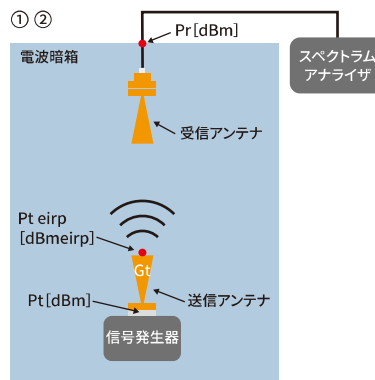 ① ②
Pr[dBm]
電波暗箱
スペクトラム
アナライザ
受信アンテナ
Pt eirp
[dBmeirp]
Gt
Pt[dBm]
送信アンテナ
信号発生器